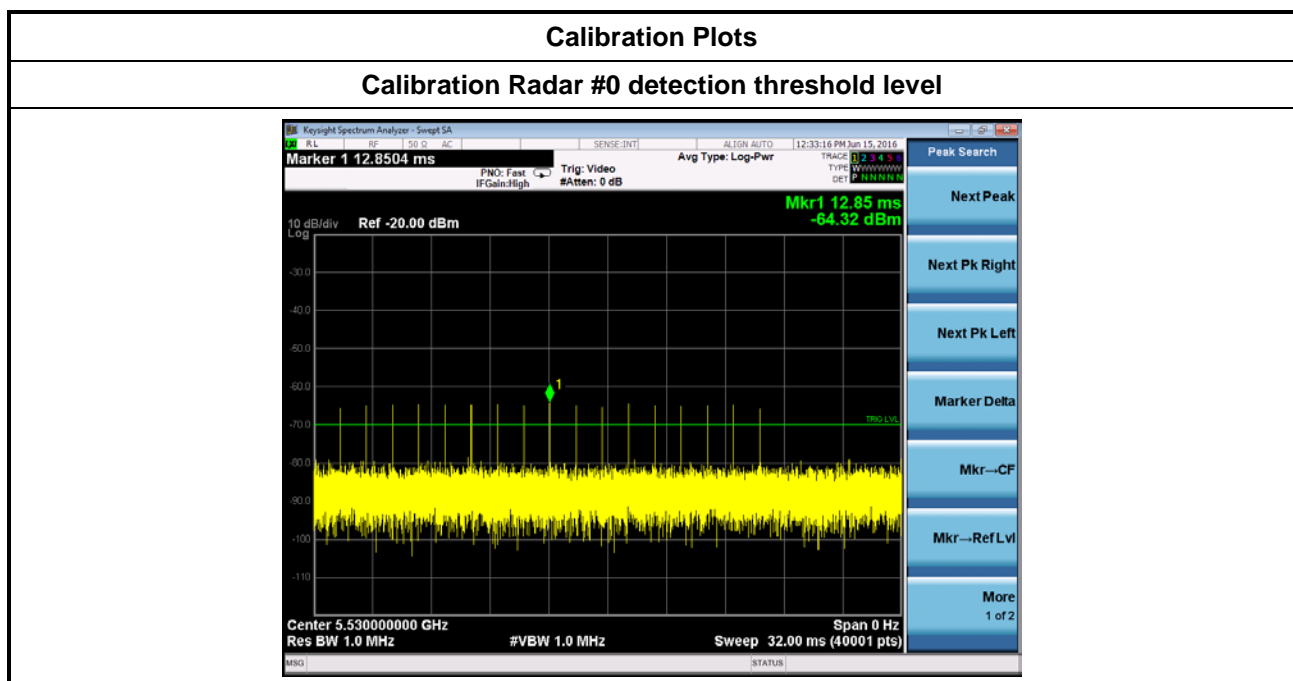 Calibration Plots
Calibration Radar #0 detection threshold level
Keysight Spectrum Analyzer - Swept SA
RL RF 50 Ω AC SENSE:INT ALIGN AUTO 12:33:16 PM Jun 15, 2016
Marker 1 12.8504 ms
PNO: Fast
IFGain:High
Trig: Video
#Atten: 0 dB
Avg Type: Log-Pwr
TRACE 1 2 3 4 5 6
TYPE WWWWWW
DET P N N N N N
Mkr1 12.85 ms
-64.32 dBm
10 dB/div Ref -20.00 dBm
Log
-30.0
-40.0
-50.0
-60.0
-70.0
-80.0
-90.0
-100
-110
1
TRIG LVL
Center 5.530000000 GHz
Span 0 Hz
Res BW 1.0 MHz
#VBW 1.0 MHz
Sweep 32.00 ms (40001 pts)
MSG
STATUS
Peak Search
Next Peak
Next Pk Right
Next Pk Left
Marker Delta
Mkr→CF
Mkr→Ref Lvl
More
1 of 2